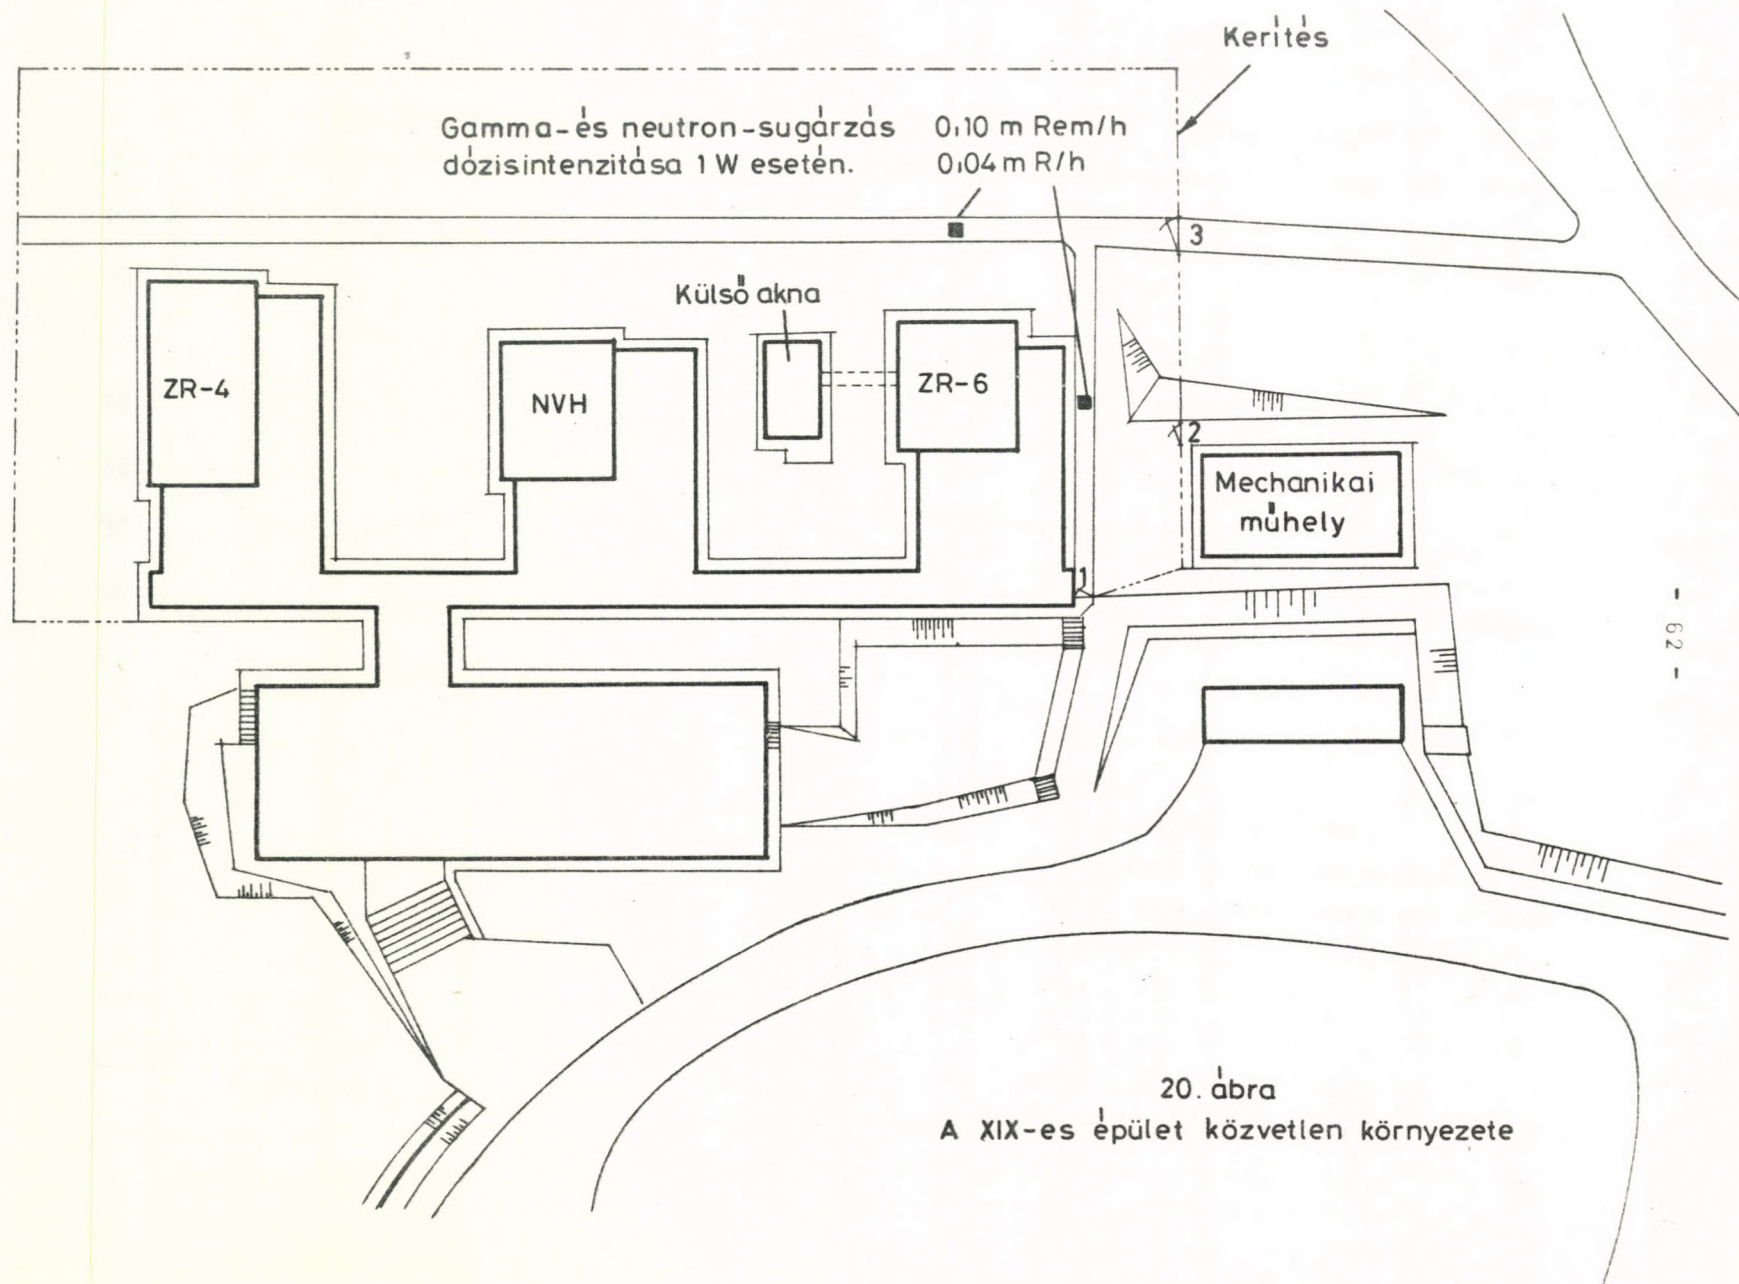 Kerítés
Gamma-és neutron-sugárzás 0,10 m Rem/h
dózisintenzitása 1 W esetén. 0,04 m R/h
3
Külső akna
ZR-4
NVH
ZR-6
2
Mechanikai
műhely
1
- 62 -
20. ábra
A XIX-es épület közvetlen környezete